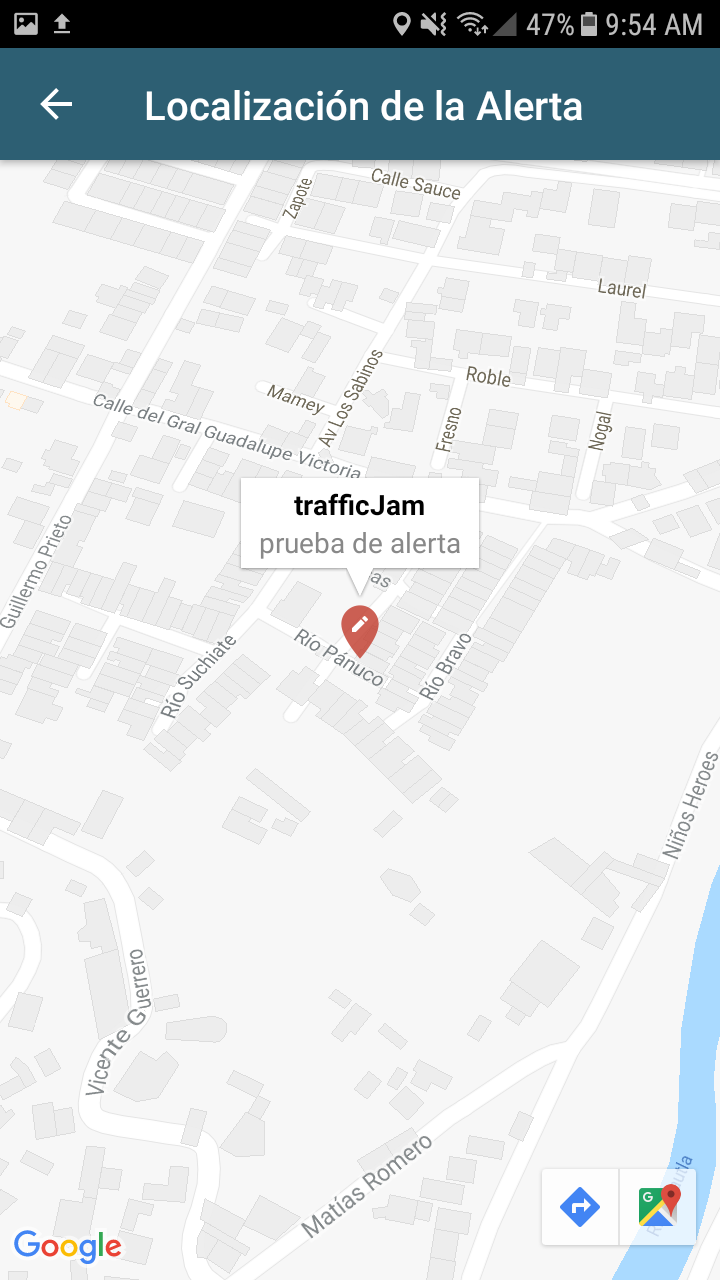 47% 9:54 AM
Localización de la Alerta
Calle Sauce
Zapote
Laurel
Roble
Mamey
Av Los Sabinos
Calle del Gral Guadalupe Victoria
Fresno
Nogal
trafficJam
prueba de alerta
Guillermo Prieto
Río Pánuco
Río Suchiate
Río Bravo
Niños Heroes
Vicente Guerrero
Matías Romero
G
Google